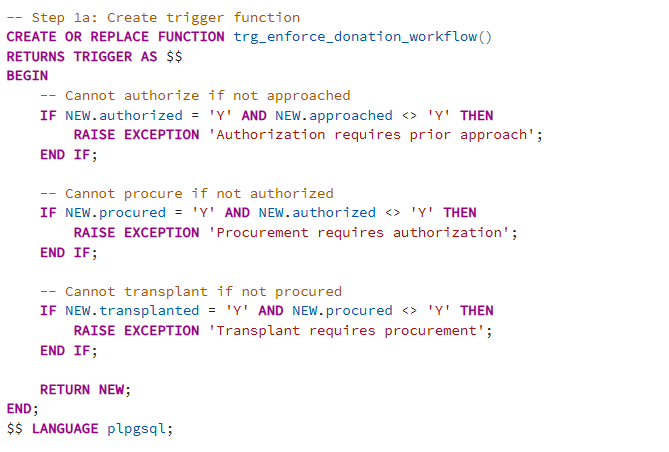 -- Step 1a: Create trigger function
CREATE OR REPLACE FUNCTION trg_enforce_donation_workflow()
RETURNS TRIGGER AS $$
BEGIN
    -- Cannot authorize if not approached
    IF NEW.authorized = 'Y' AND NEW.approached <> 'Y' THEN
        RAISE EXCEPTION 'Authorization requires prior approach';
    END IF;

    -- Cannot procure if not authorized
    IF NEW.procured = 'Y' AND NEW.authorized <> 'Y' THEN
        RAISE EXCEPTION 'Procurement requires authorization';
    END IF;

    -- Cannot transplant if not procured
    IF NEW.transplanted = 'Y' AND NEW.procured <> 'Y' THEN
        RAISE EXCEPTION 'Transplant requires procurement';
    END IF;

    RETURN NEW;
END;
$$ LANGUAGE plpgsql;